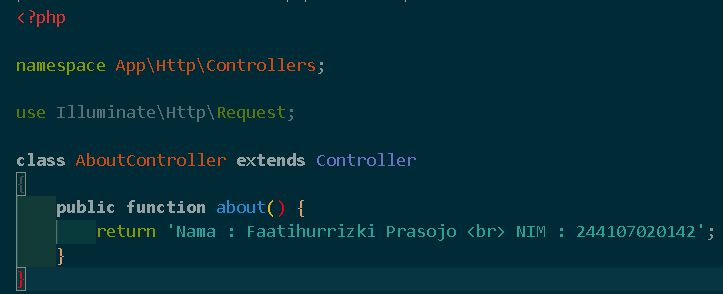 <?php
namespace App\Http\Controllers;
use Illuminate\Http\Request;
class AboutController extends Controller
{
    public function about() {
        return 'Nama : Faatihurrizki Prasojo <br> NIM : 244107020142';
    }
}